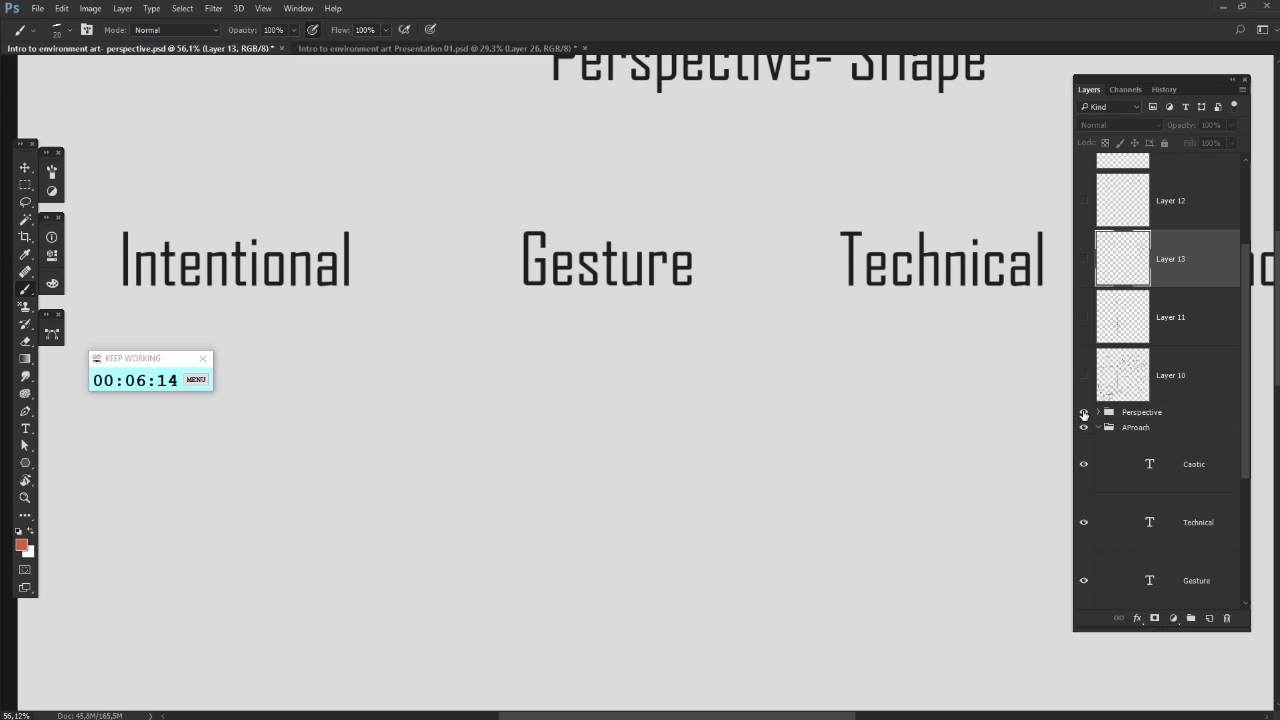 Ps File Edit Image Layer Type Select Filter 3D View Window Help
20 Mode: Normal Opacity: 100% Flow: 100%
Intro to environment art- perspective.psd @ 56,1% (Layer 13, RGB/8) * × Intro to environment art Presentation 01.psd @ 29,3% (Layer 26, RGB/8) * ×
Perspective- Shape
Intentional Gesture Technical
KEEP WORKING
00:06:14 MENU
Layers Channels History
Kind
Normal Opacity: 100%
Lock: Fill: 100%
Layer 12
Layer 13
Layer 11
Layer 10
Perspective
AProach
T Caotic
T Technical
T Gesture
fx
56,12% Doc: 45,8M/165,5M